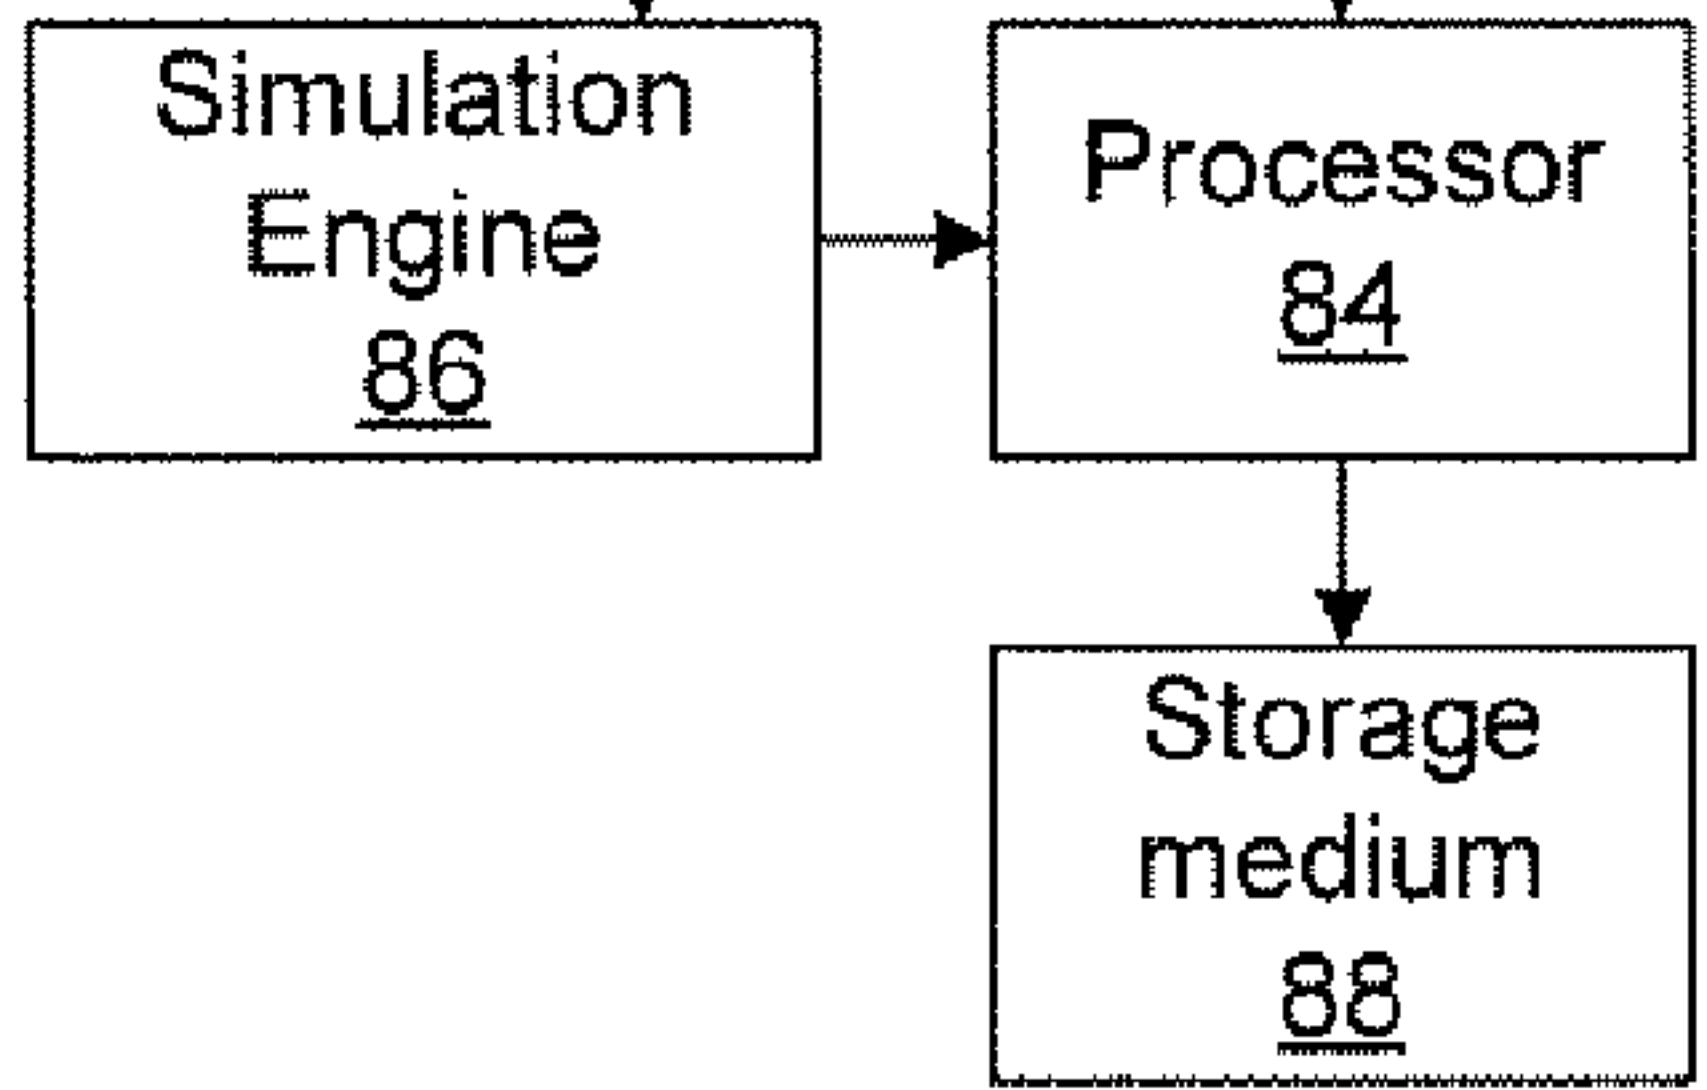 Simulation
Engine
86
Processor
84
Storage
medium
88